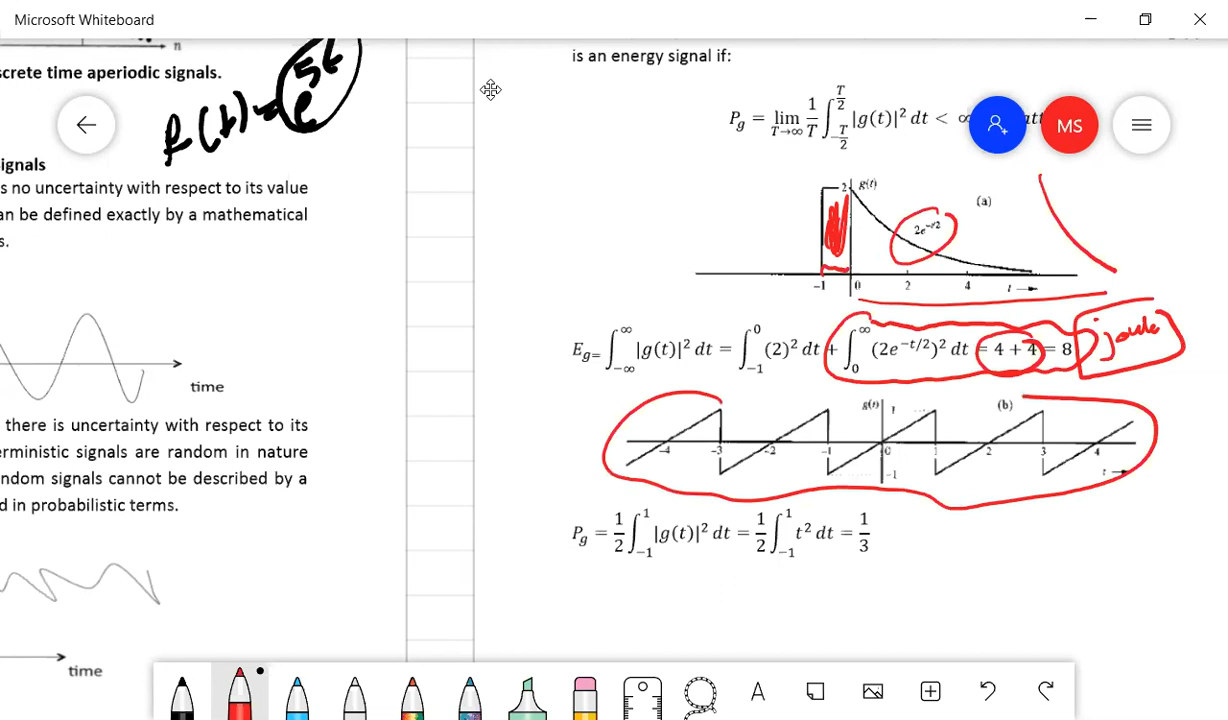 Microsoft Whiteboard
n
screte time aperiodic signals.
signals
s no uncertainty with respect to its value
an be defined exactly by a mathematical
s.
time
there is uncertainty with respect to its
erministic signals are random in nature
ndom signals cannot be described by a
d in probabilistic terms.
time
is an energy signal if:
P_g = lim_{T→∞} 1/T ∫_{-T/2}^{T/2} |g(t)|² dt < ∞
MS
2 g(t)
(a)
2e^{-t/2}
-1 0 2 4 t
E_{g=} ∫_{-∞}^{∞} |g(t)|² dt = ∫_{-1}^{0} (2)² dt + ∫_{0}^{∞} (2e^{-t/2})² dt = 4 + 4 = 8 joule
g(t) 1 (b)
-4 -3 -2 -1 0 1 2 3 4
-1 t
P_g = 1/2 ∫_{-1}^{1} |g(t)|² dt = 1/2 ∫_{-1}^{1} t² dt = 1/3
A